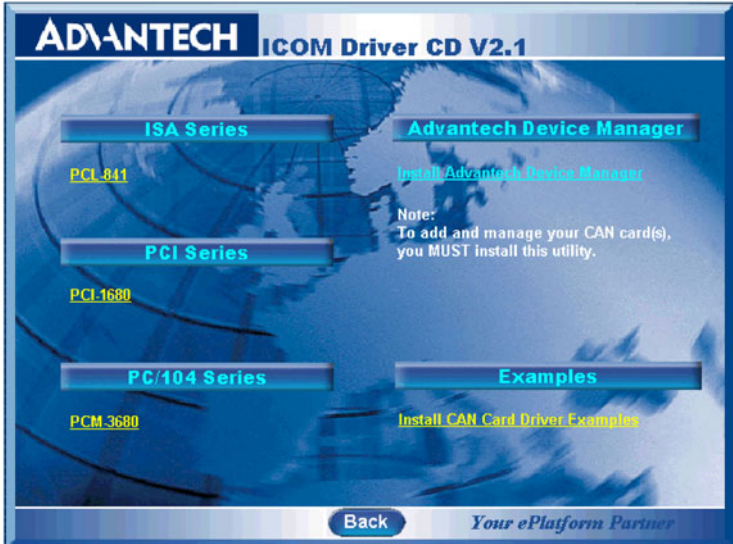 ADVANTECH ICOM Driver CD V2.1
ISA Series
PCL-841
PCI Series
PCI-1680
PC/104 Series
PCM-3680
Advantech Device Manager
Install Advantech Device Manager
Note:
To add and manage your CAN card(s),
you MUST install this utility.
Examples
Install CAN Card Driver Examples
Back
Your ePlatform Partner